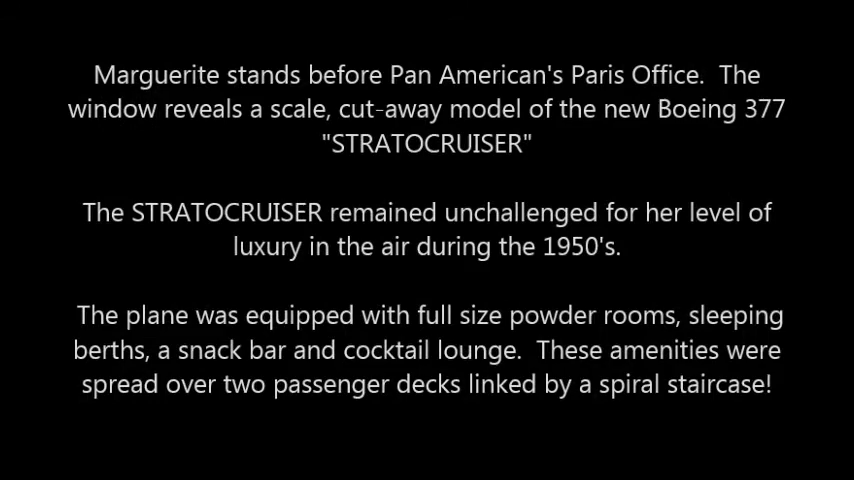 Marguerite stands before Pan American's Paris Office.  The
window reveals a scale, cut-away model of the new Boeing 377
"STRATOCRUISER"
The STRATOCRUISER remained unchallenged for her level of
luxury in the air during the 1950's.
The plane was equipped with full size powder rooms, sleeping
berths, a snack bar and cocktail lounge.  These amenities were
spread over two passenger decks linked by a spiral staircase!